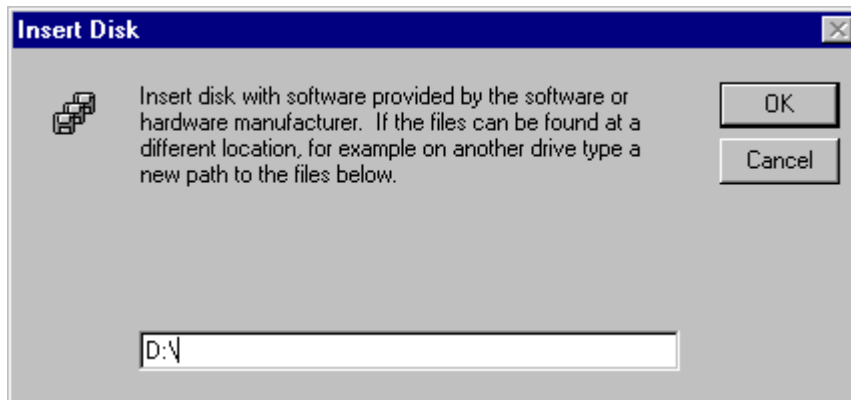 Insert Disk
Insert disk with software provided by the software or
hardware manufacturer.  If the files can be found at a
different location, for example on another drive type a
new path to the files below.
OK
Cancel
D:\